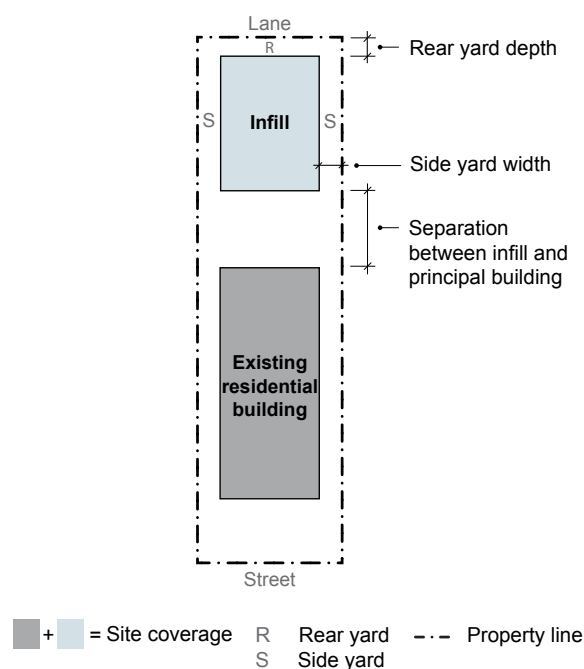 Lane
R
Rear yard depth
S
Infill
S
Side yard width
Separation
between infill and
principal building
Existing
residential
building
Street
+ = Site coverage R Rear yard Property line
S Side yard